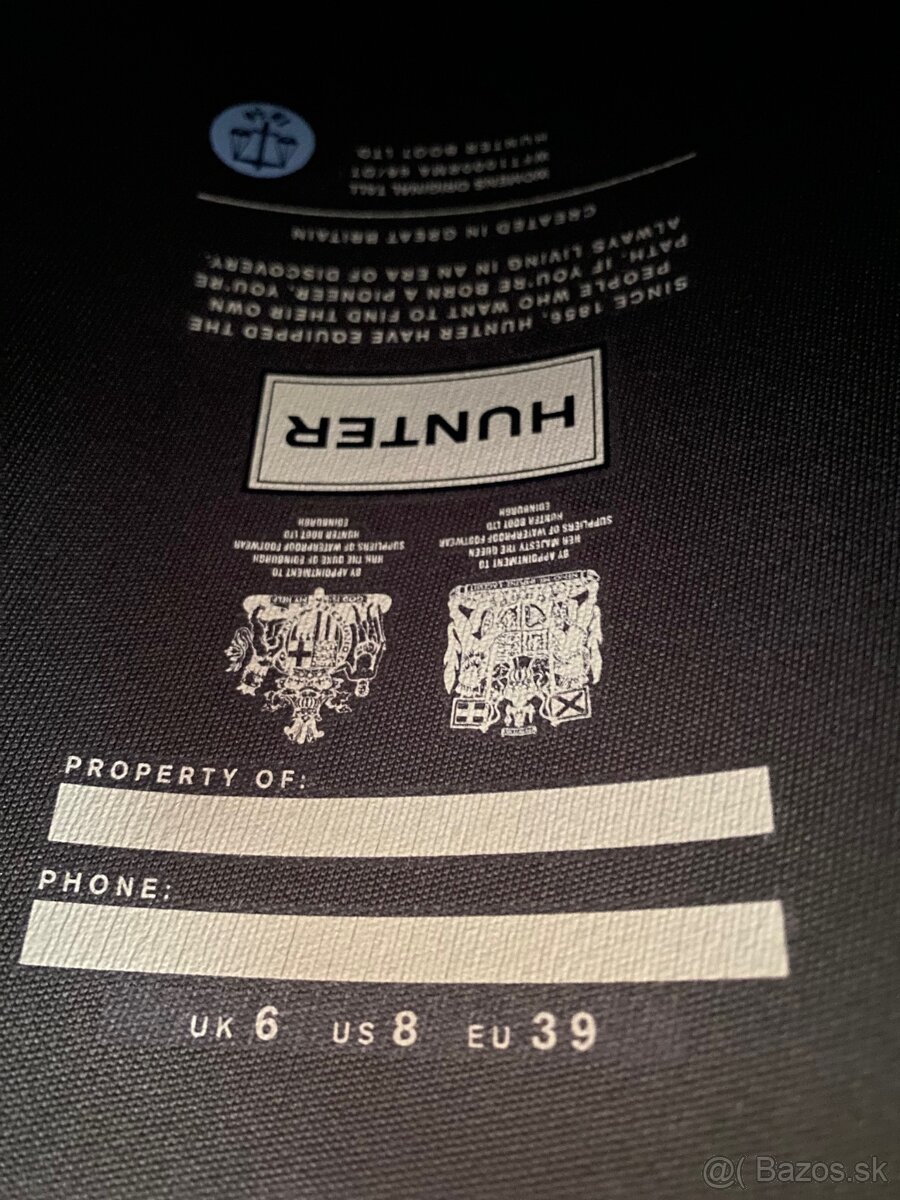 PROPERTY OF:
PHONE:
UK 6 US 8 EU 39
BY APPOINTMENT TO
HER MAJESTY THE QUEEN
SUPPLIERS OF WATERPROOF FOOTWEAR
HUNTER BOOT LTD
EDINBURGH
BY APPOINTMENT TO
HRH THE DUKE OF EDINBURGH
SUPPLIERS OF WATERPROOF FOOTWEAR
HUNTER BOOT LTD
EDINBURGH
HUNTER
SINCE 1856, HUNTER HAVE EQUIPPED THE
PEOPLE WHO WANT TO FIND THEIR OWN
PATH. IF YOU'RE BORN A PIONEER, YOU'RE
ALWAYS LIVING IN AN ERA OF DISCOVERY.
CREATED IN GREAT BRITAIN
WOMENS ORIGINAL TALL
HUNTER BOOT LTD.
@( Bazos.sk